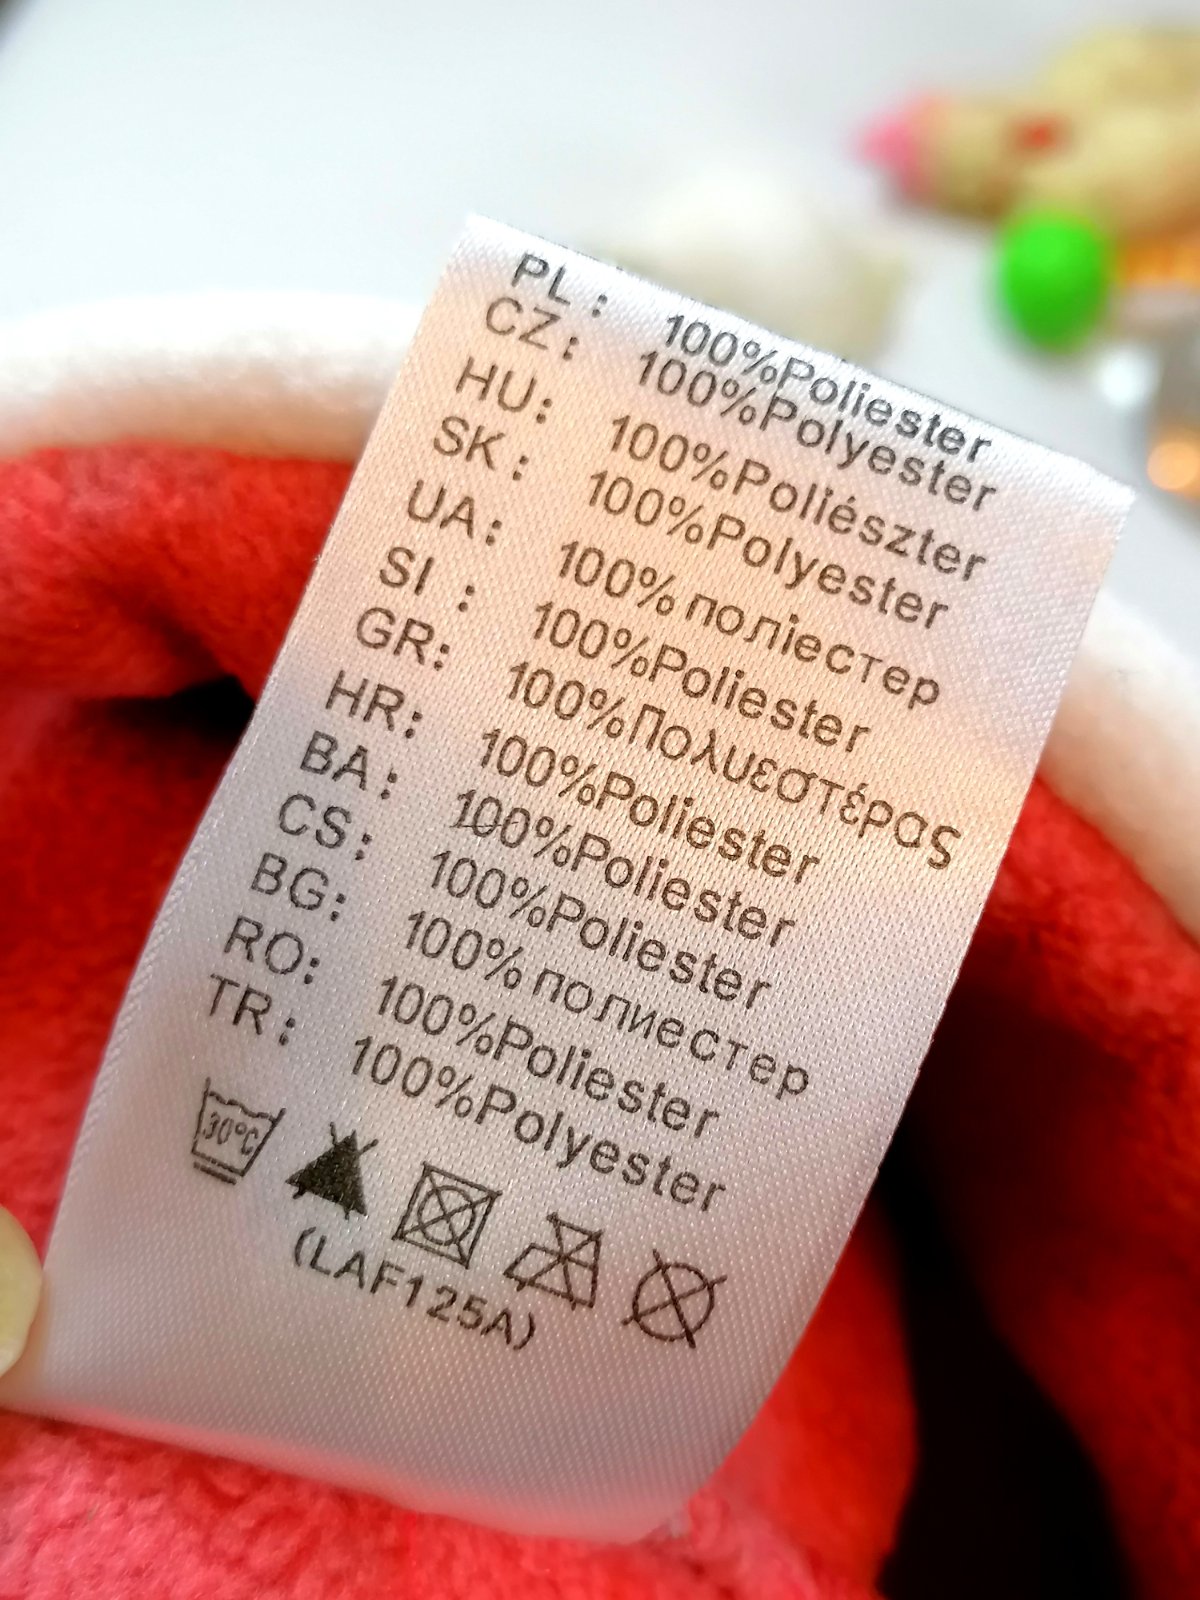 PL : 100%Poliester
CZ: 100%Polyester
HU: 100%Poliészter
SK: 100%Polyester
UA: 100% поліестер
SI : 100%Poliester
GR: 100%Πολυεστέρας
HR: 100%Poliester
BA: 100%Poliester
CS: 100%Poliester
BG: 100% полиестер
RO: 100%Poliester
TR: 100%Polyester
30°C
(LAF125A)